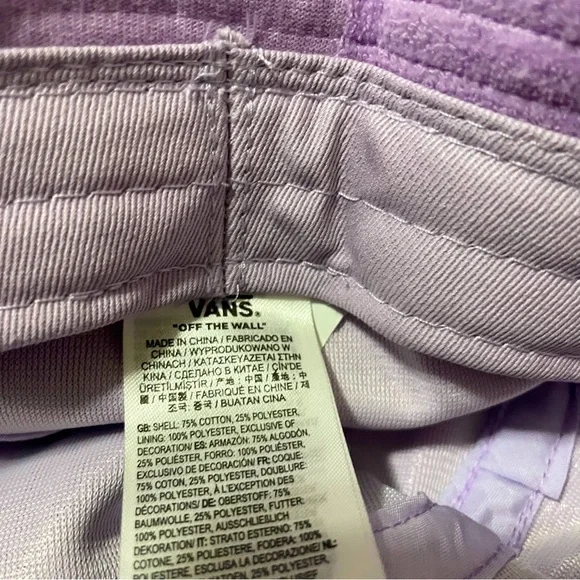 VANS
"OFF THE WALL"
MADE IN CHINA / FABRICADO EN
CHINA / WYPRODUKOWANO W
CHINACH / ΚΑΤΑΣΚΕΥΑΖΕΤΑΙ ΣΤΗΝ
ΚΙΝΑ / СДЕЛАНО В КИТАЕ / ÇİN'DE
ÜRETİLMİŞTİR / 产地: 中国 / 產地: 中
國 / 中国製 / FABRIQUÉ EN CHINE / 제
조국: 중국 / BUATAN CINA
GB: SHELL: 75% COTTON, 25% POLYESTER,
LINING: 100% POLYESTER, EXCLUSIVE OF
DECORATION/ ES: ARMAZÓN: 75% ALGODÓN,
25% POLIÉSTER, FORRO: 100% POLIÉSTER,
EXCLUSIVO DE DECORACIÓN/ FR: COQUE:
75% COTON, 25% POLYESTER, DOUBLURE:
100% POLYESTER, À L'EXCEPTION DES
DÉCORATIONS/ DE: OBERSTOFF: 75%
BAUMWOLLE, 25% POLYESTER, FUTTER:
100% POLYESTER, AUSSCHLIEßLICH
DEKORATION/ IT: STRATO ESTERNO: 75%
COTONE, 25% POLIESTERE, FODERA: 100%
POLIESTERE, ESCLUSA LA DECORAZIONE/ NL: